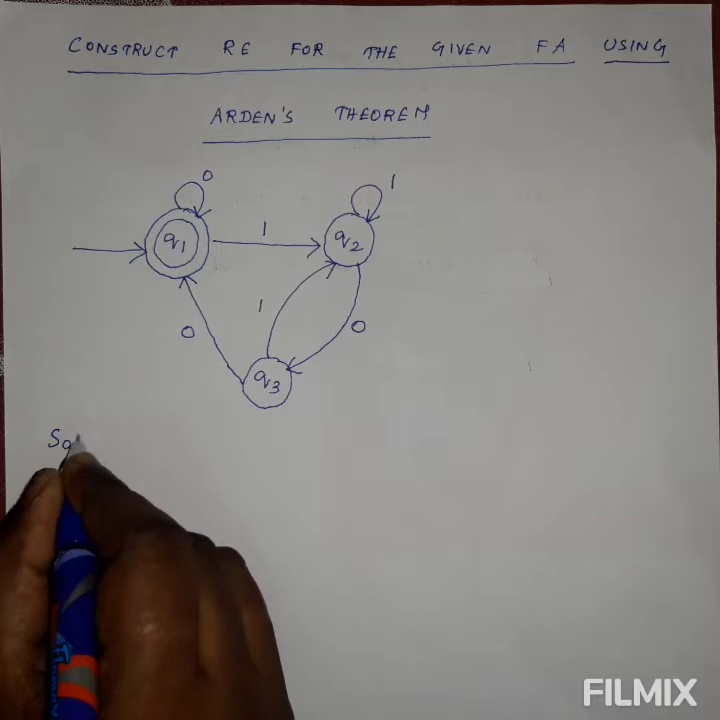 CONSTRUCT RE FOR THE GIVEN FA USING
ARDEN'S THEOREM
0
1
q1
1
q2
1
0
0
q3
So
FILMIX